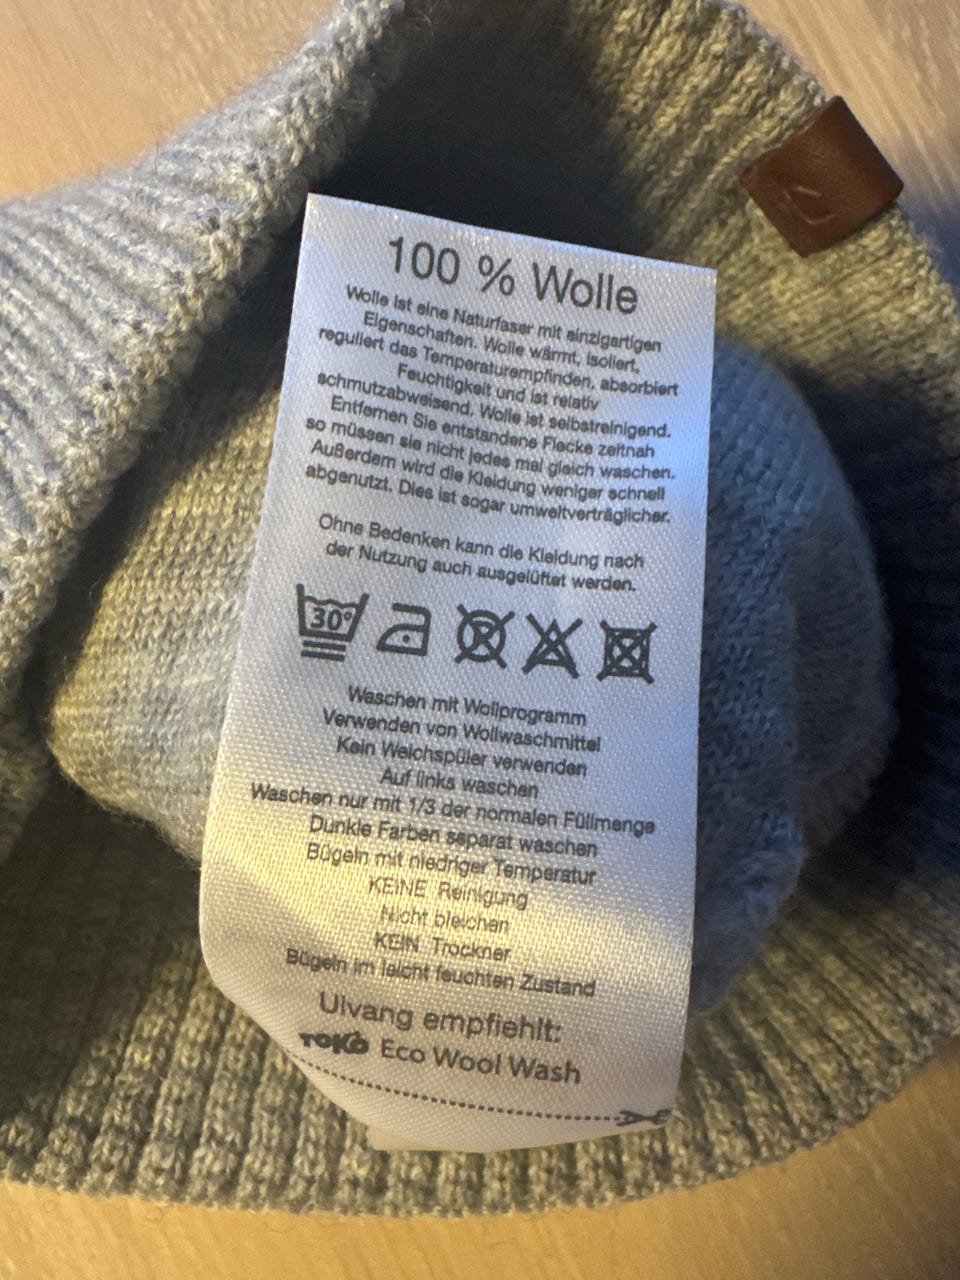 100 % Wolle
Wolle ist eine Naturfaser mit einzigartigen
Eigenschaften. Wolle wärmt, isoliert,
reguliert das Temperaturempfinden, absorbiert
Feuchtigkeit und ist relativ
schmutzabweisend. Wolle ist selbstreinigend.
Entfernen Sie entstandene Flecke zeitnah
so müssen sie nicht jedes mal gleich waschen.
Außerdem wird die Kleidung weniger schnell
abgenutzt. Dies ist sogar umweltverträglicher.
Ohne Bedenken kann die Kleidung nach
der Nutzung auch ausgelüftet werden.
30°
Waschen mit Wollprogramm
Verwenden von Wollwaschmittel
Kein Weichspüler verwenden
Auf links waschen
Waschen nur mit 1/3 der normalen Füllmenge
Dunkle Farben separat waschen
Bügeln mit niedriger Temperatur
KEINE Reinigung
Nicht bleichen
KEIN Trockner
Bügeln im leicht feuchten Zustand
Ulvang empfiehlt:
TOKO Eco Wool Wash